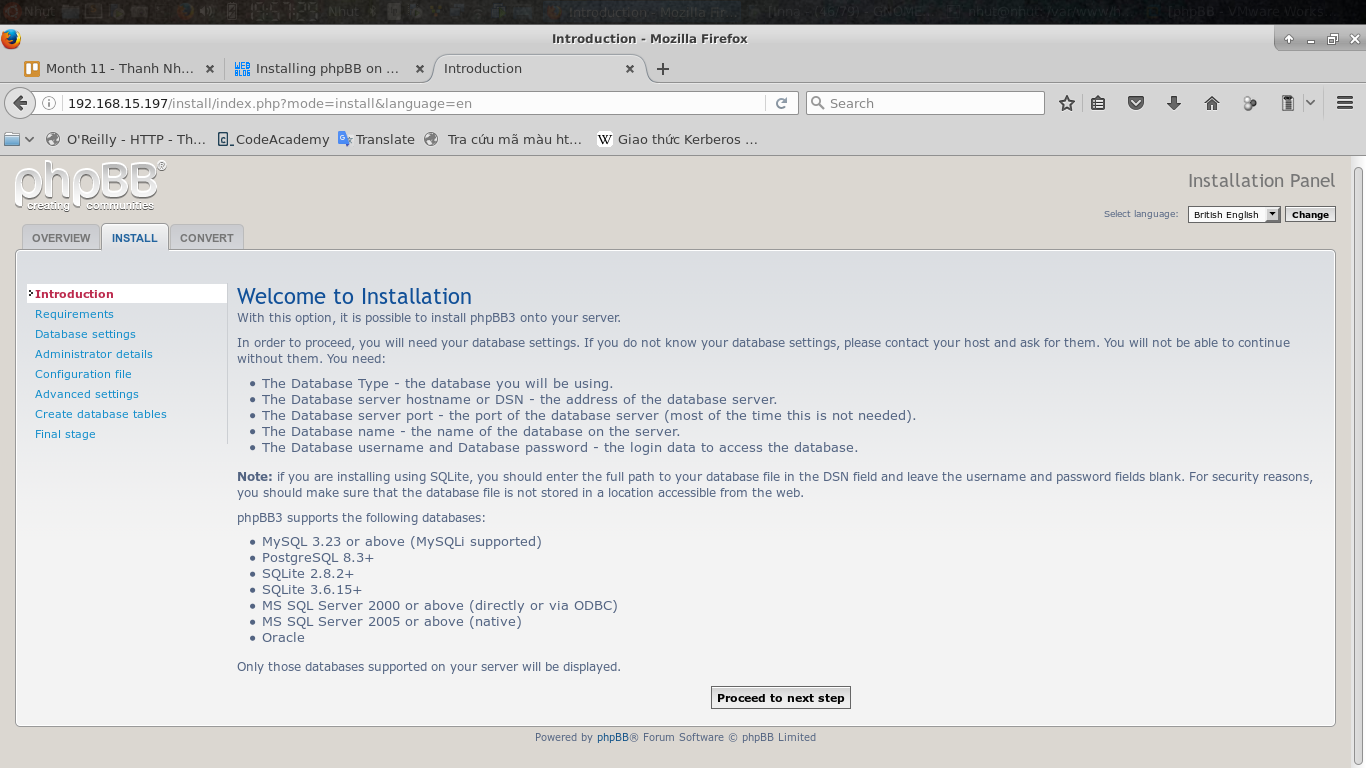 Nhut 19:57:29 Nhut Introduction - Mozilla Fir
Introduction - Mozilla Firefox
Month 11 - Thanh Nh... Installing phpBB on ... Introduction
192.168.15.197/install/index.php?mode=install&language=en Search
O'Reilly - HTTP - Th... CodeAcademy Translate Tra cứu mã màu ht... W Giao thức Kerberos ...
phpBB®
creating communities
Installation Panel
Select language: British English Change
OVERVIEW INSTALL CONVERT
Introduction
Requirements
Database settings
Administrator details
Configuration file
Advanced settings
Create database tables
Final stage
Welcome to Installation
With this option, it is possible to install phpBB3 onto your server.
In order to proceed, you will need your database settings. If you do not know your database settings, please contact your host and ask for them. You will not be able to continue
without them. You need:
• The Database Type - the database you will be using.
• The Database server hostname or DSN - the address of the database server.
• The Database server port - the port of the database server (most of the time this is not needed).
• The Database name - the name of the database on the server.
• The Database username and Database password - the login data to access the database.
Note: if you are installing using SQLite, you should enter the full path to your database file in the DSN field and leave the username and password fields blank. For security reasons,
you should make sure that the database file is not stored in a location accessible from the web.
phpBB3 supports the following databases:
• MySQL 3.23 or above (MySQLi supported)
• PostgreSQL 8.3+
• SQLite 2.8.2+
• SQLite 3.6.15+
• MS SQL Server 2000 or above (directly or via ODBC)
• MS SQL Server 2005 or above (native)
• Oracle
Only those databases supported on your server will be displayed.
Proceed to next step
Powered by phpBB® Forum Software © phpBB Limited